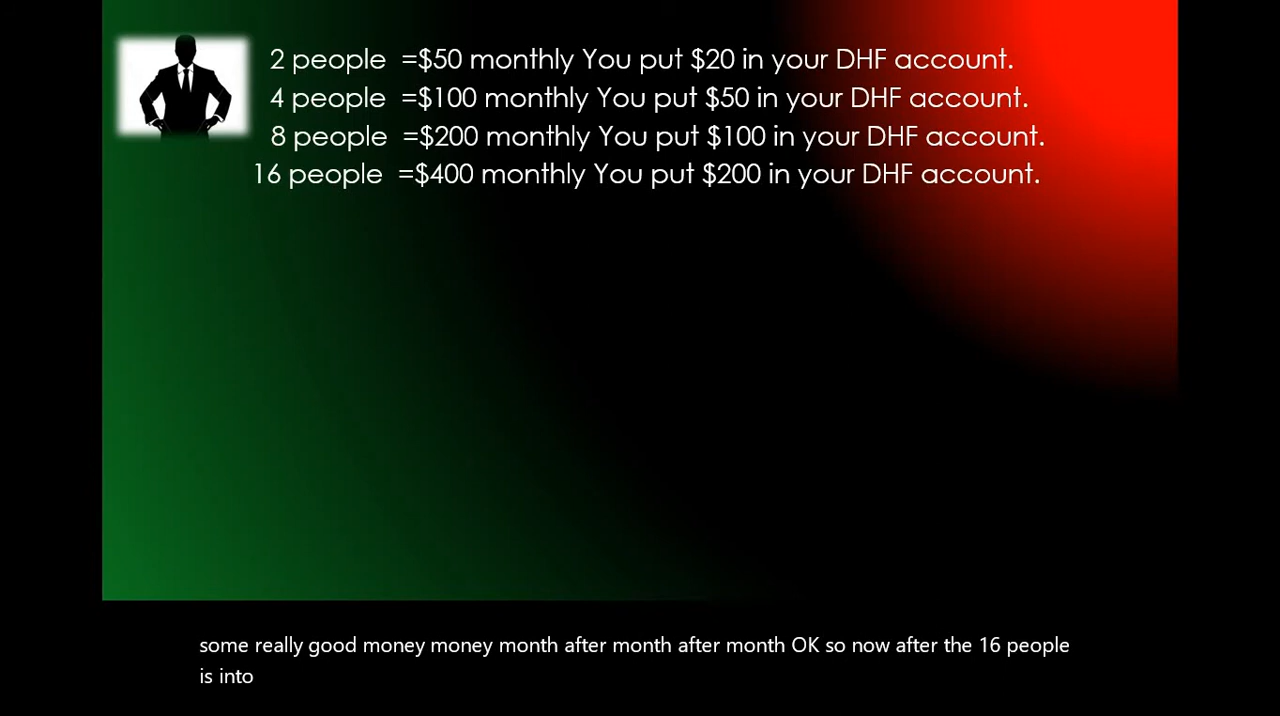 2 people =$50 monthly You put $20 in your DHF account.
4 people =$100 monthly You put $50 in your DHF account.
8 people =$200 monthly You put $100 in your DHF account.
16 people =$400 monthly You put $200 in your DHF account.
some really good money money month after month after month OK so now after the 16 people
is into